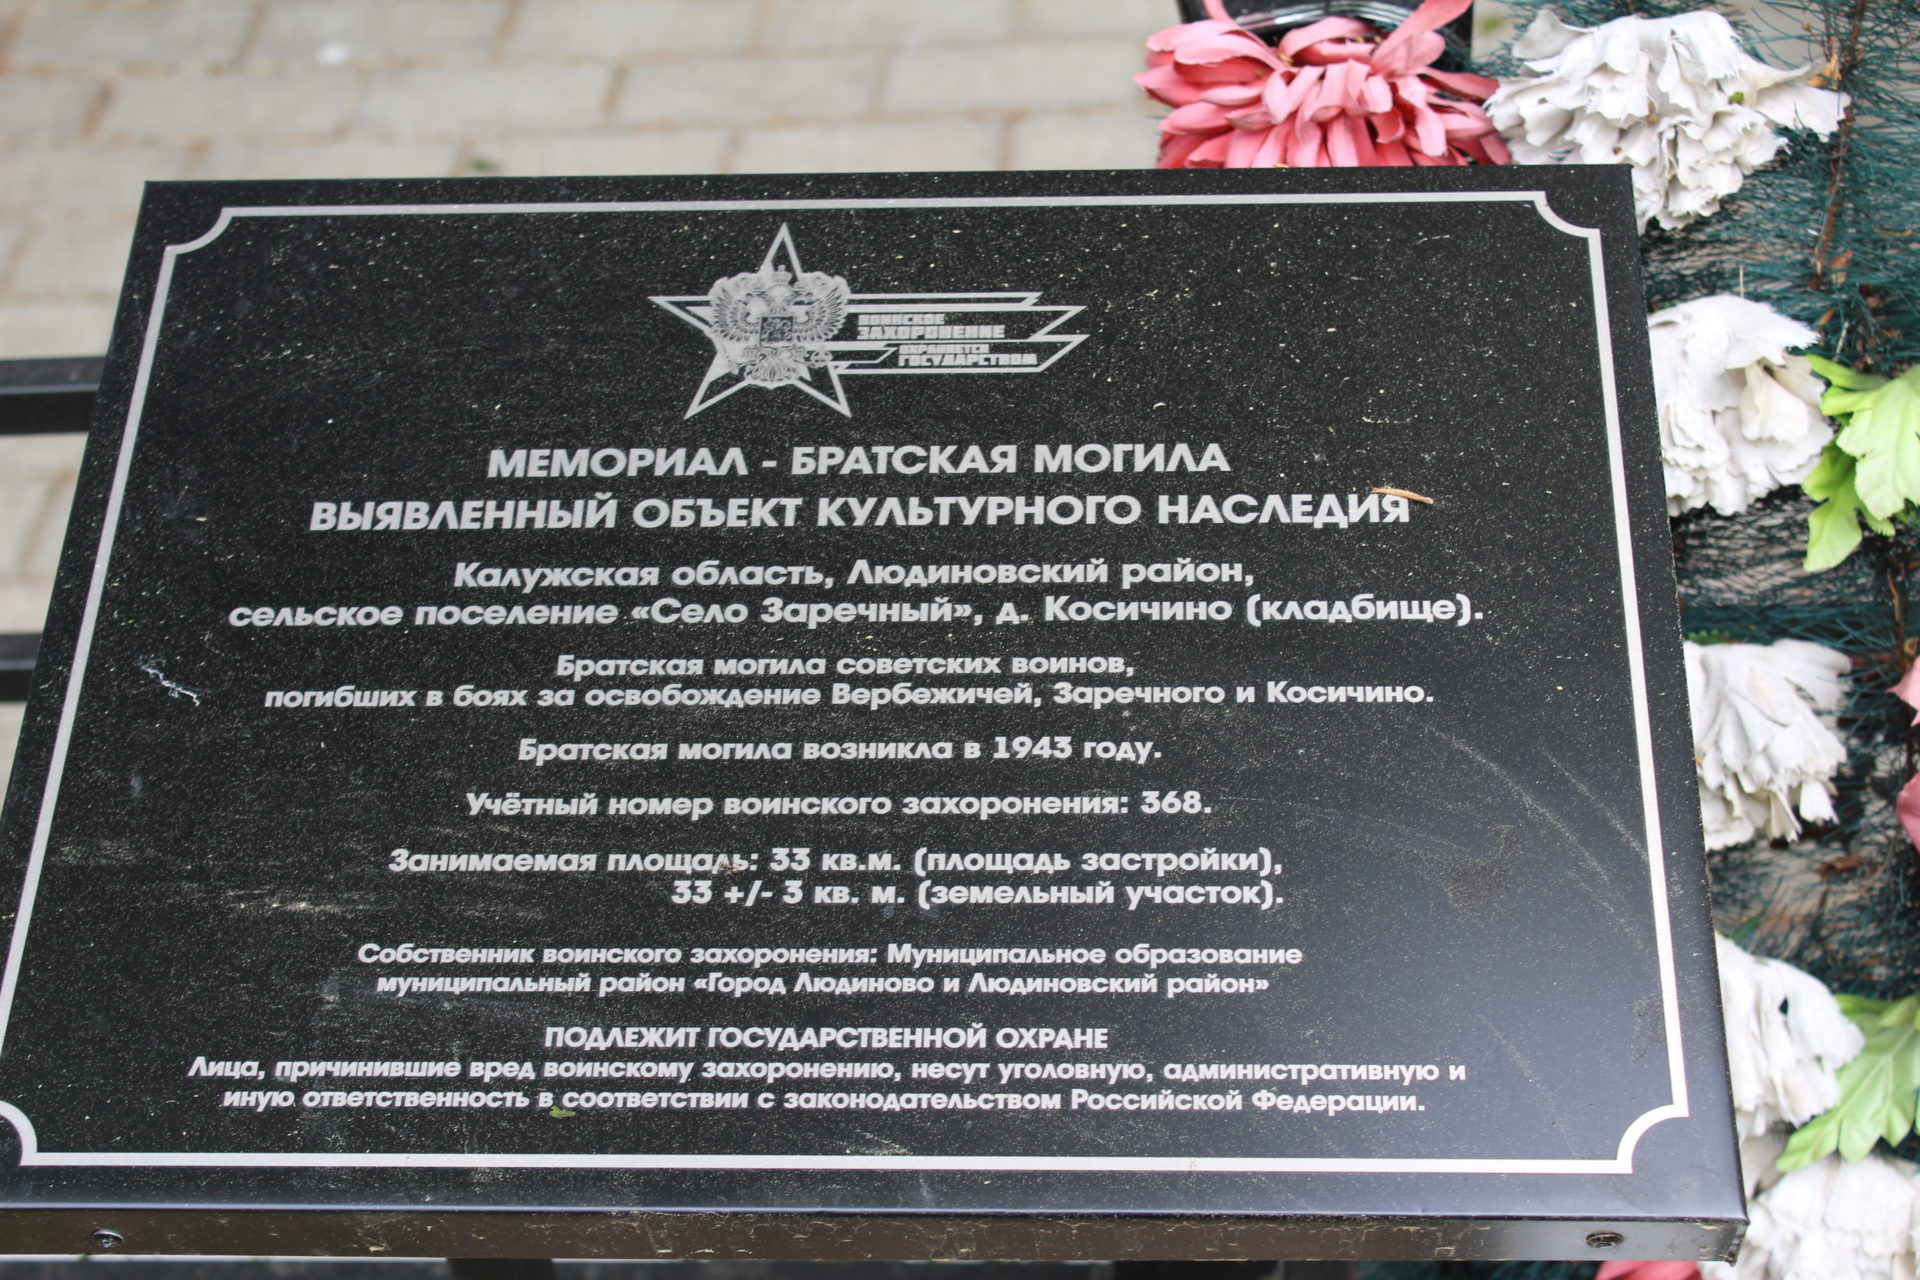 ВОИНСКОЕ
ЗАХОРОНЕНИЕ
ОХРАНЯЕТСЯ
ГОСУДАРСТВОМ
МЕМОРИАЛ - БРАТСКАЯ МОГИЛА
ВЫЯВЛЕННЫЙ ОБЪЕКТ КУЛЬТУРНОГО НАСЛЕДИЯ
Калужская область, Людиновский район,
сельское поселение «Село Заречный», д. Косичино (кладбище).
Братская могила советских воинов,
погибших в боях за освобождение Вербежичей, Заречного и Косичино.
Братская могила возникла в 1943 году.
Учётный номер воинского захоронения: 368.
Занимаемая площадь: 33 кв.м. (площадь застройки),
33 +/- 3 кв. м. (земельный участок).
Собственник воинского захоронения: Муниципальное образование
муниципальный район «Город Людиново и Людиновский район»
ПОДЛЕЖИТ ГОСУДАРСТВЕННОЙ ОХРАНЕ
Лица, причинившие вред воинскому захоронению, несут уголовную, административную и
иную ответственность в соответствии с законодательством Российской Федерации.